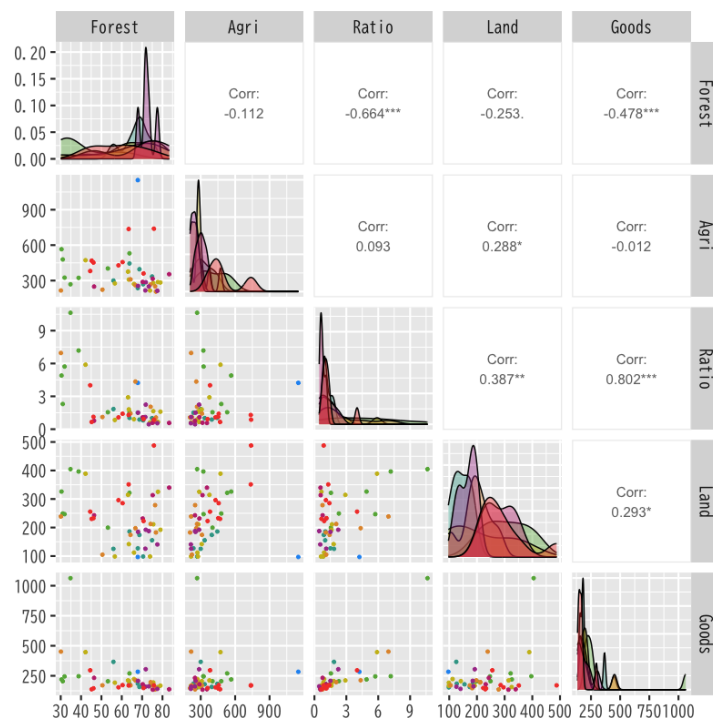 Forest Agri Ratio Land Goods
0.20
0.15
0.10
0.05
0.00
Corr:
-0.112
Corr:
-0.664***
Corr:
-0.253.
Corr:
-0.478***
Forest
900
600
300
Corr:
0.093
Corr:
0.288*
Corr:
-0.012
Agri
9
6
3
0
Corr:
0.387**
Corr:
0.802***
Ratio
500
400
300
200
100
Corr:
0.293*
Land
1000
750
500
250
Goods
30 40 50 60 70 80
300 600 900
0 3 6 9
100 200 300 400 500
250 500 750 1000